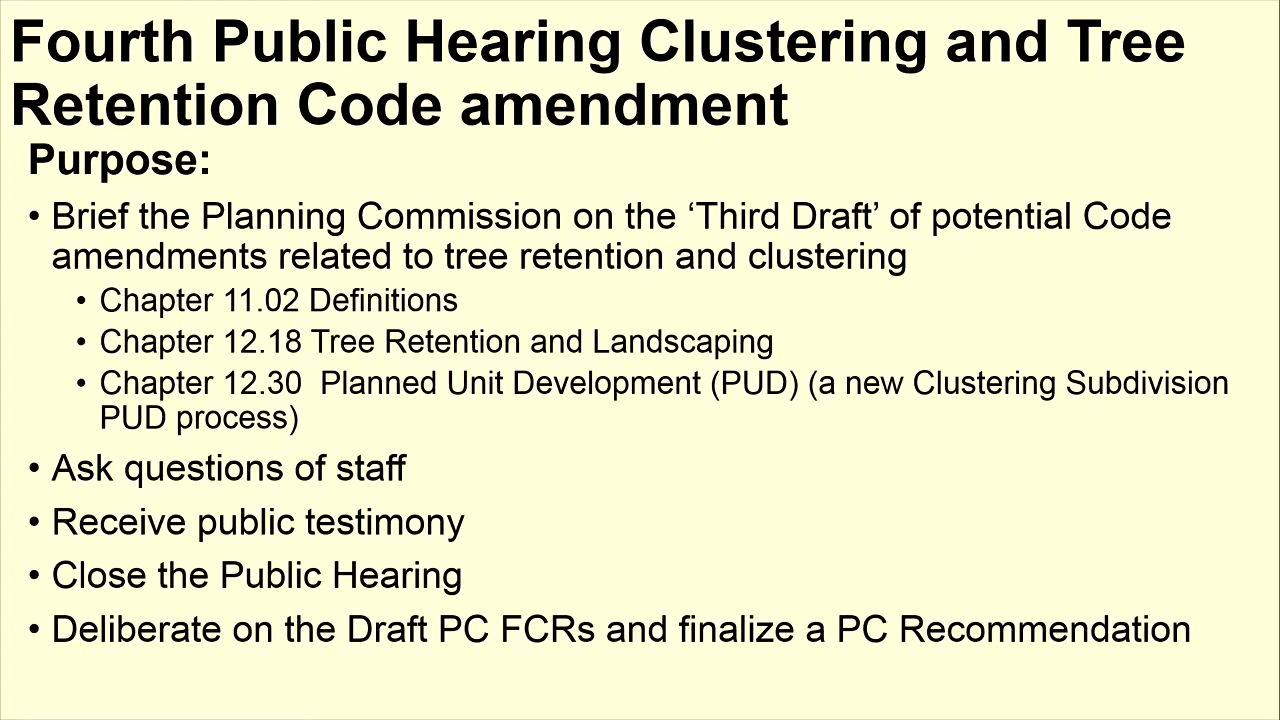 Fourth Public Hearing Clustering and Tree
Retention Code amendment
Purpose:
• Brief the Planning Commission on the ‘Third Draft’ of potential Code
amendments related to tree retention and clustering
• Chapter 11.02 Definitions
• Chapter 12.18 Tree Retention and Landscaping
• Chapter 12.30  Planned Unit Development (PUD) (a new Clustering Subdivision
PUD process)
• Ask questions of staff
• Receive public testimony
• Close the Public Hearing
• Deliberate on the Draft PC FCRs and finalize a PC Recommendation